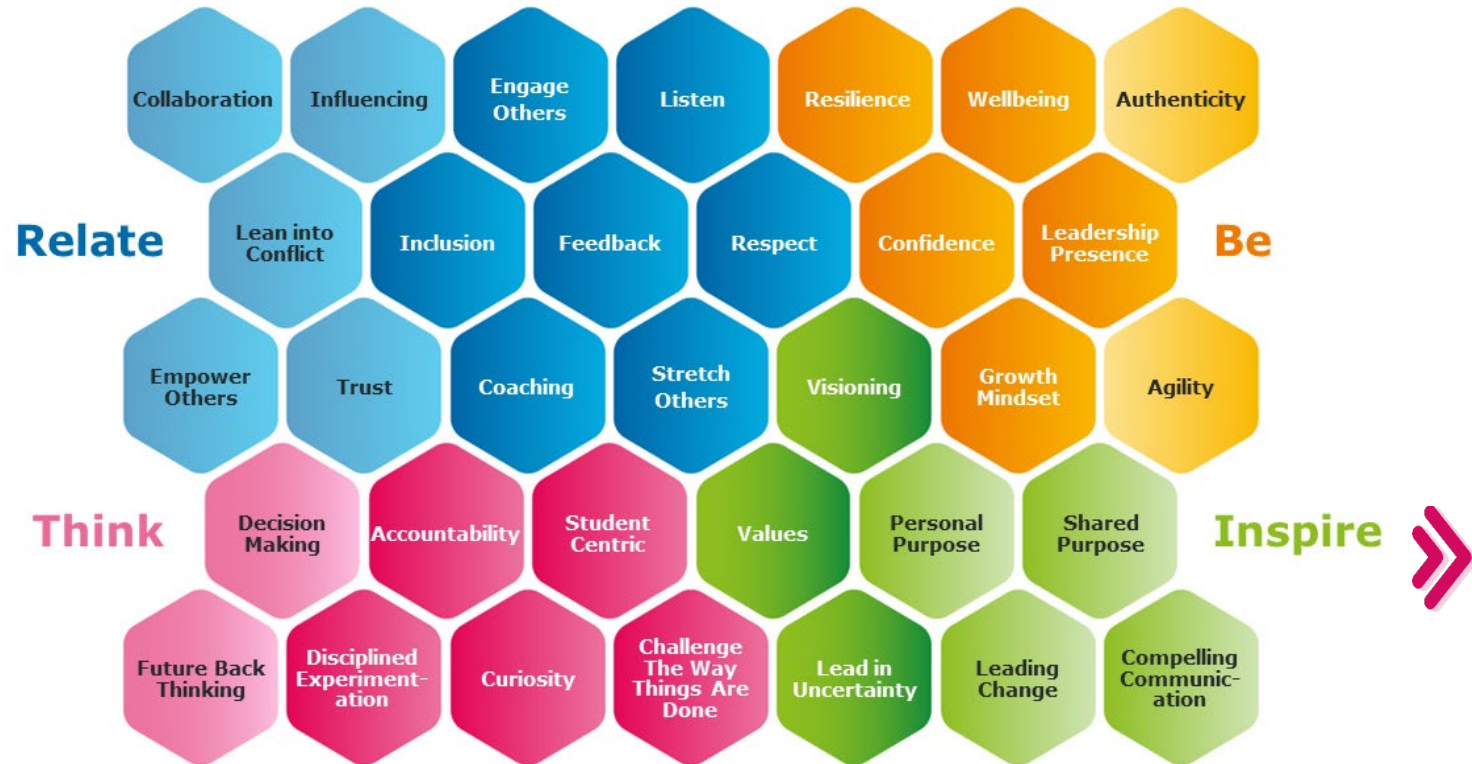 Collaboration
Influencing
Engage
Others
Listen
Resilience
Wellbeing
Authenticity
Relate
Lean into
Conflict
Inclusion
Feedback
Respect
Confidence
Leadership
Presence
Be
Empower
Others
Trust
Coaching
Stretch
Others
Visioning
Growth
Mindset
Agility
Think
Decision
Making
Accountability
Student
Centric
Values
Personal
Purpose
Shared
Purpose
Inspire
Future Back
Thinking
Disciplined
Experiment-
ation
Curiosity
Challenge
The Way
Things Are
Done
Lead in
Uncertainty
Leading
Change
Compelling
Communic-
ation